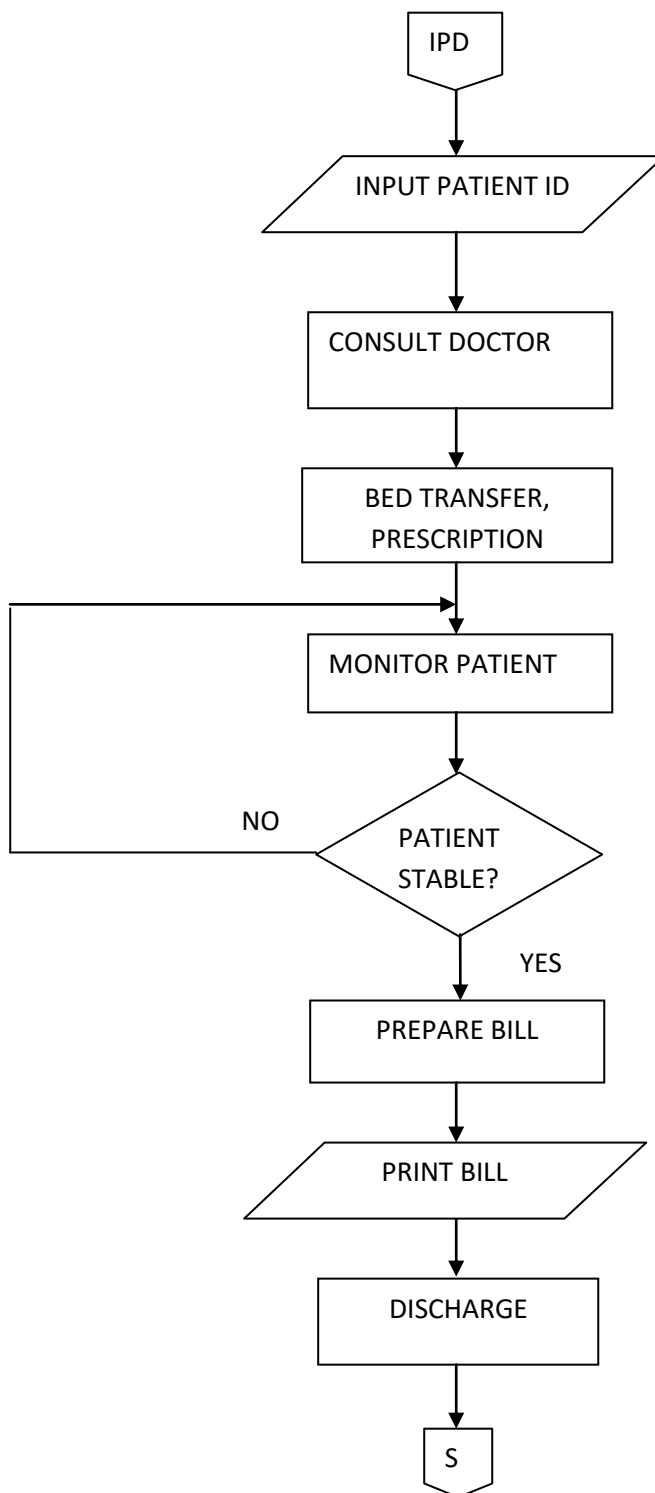 IPD
INPUT PATIENT ID
CONSULT DOCTOR
BED TRANSFER,
PRESCRIPTION
MONITOR PATIENT
NO
PATIENT
STABLE?
YES
PREPARE BILL
PRINT BILL
DISCHARGE
S